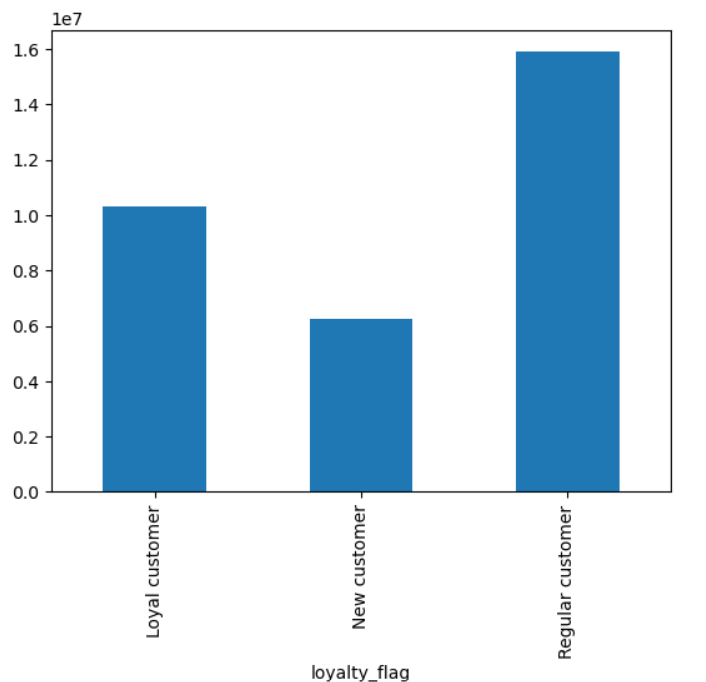 1e7
1.6
1.4
1.2
1.0
0.8
0.6
0.4
0.2
0.0
Loyal customer
New customer
Regular customer
loyalty_flag